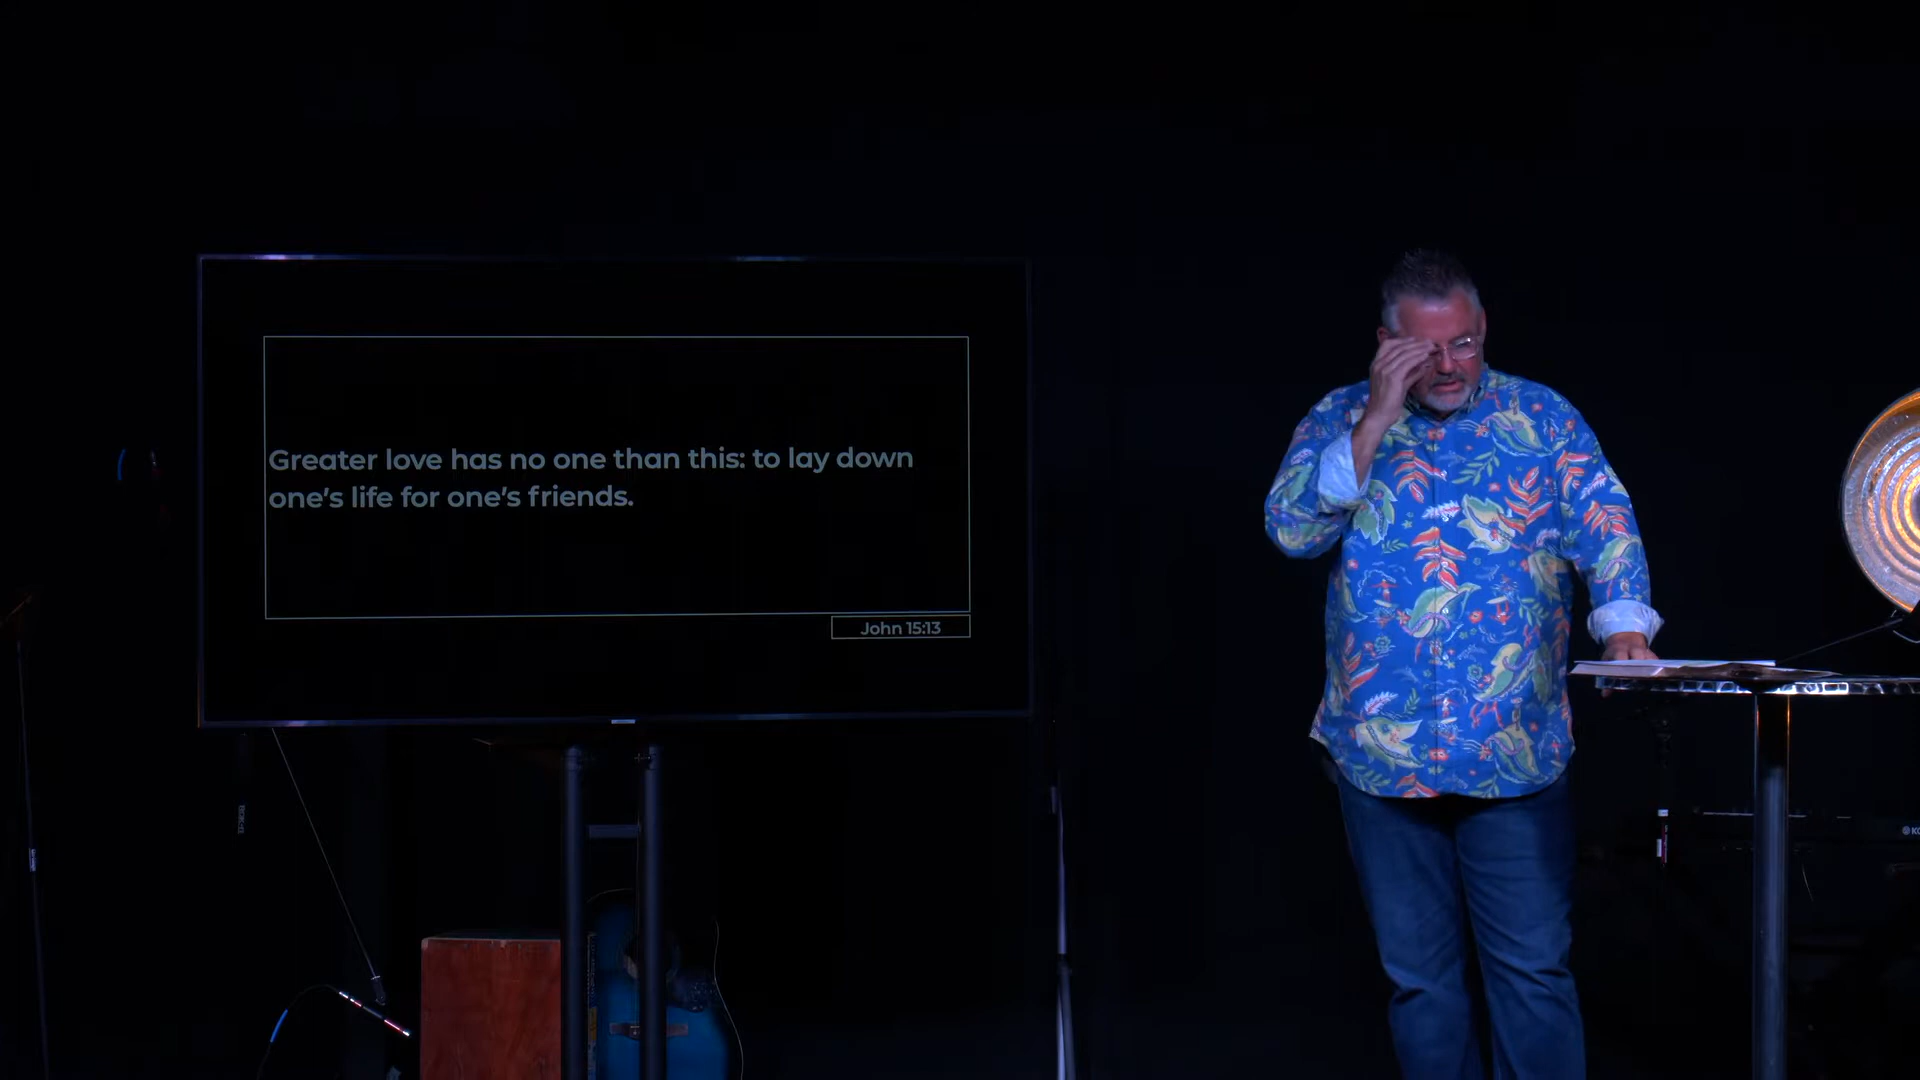 Greater love has no one than this: to lay down
one's life for one's friends.
John 15:13